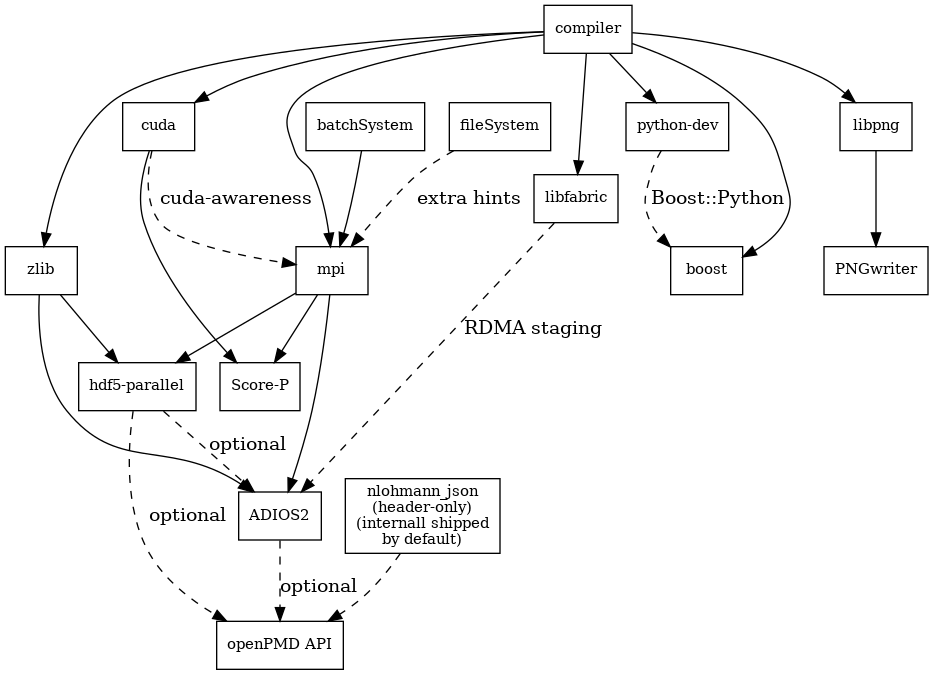 compiler
cuda
batchSystem
fileSystem
python-dev
libpng
cuda-awareness
extra hints
libfabric
Boost::Python
zlib
mpi
boost
PNGwriter
RDMA staging
hdf5-parallel
Score-P
optional
nlohmann_json
(header-only)
(internall shipped
by default)
optional
ADIOS2
optional
openPMD API